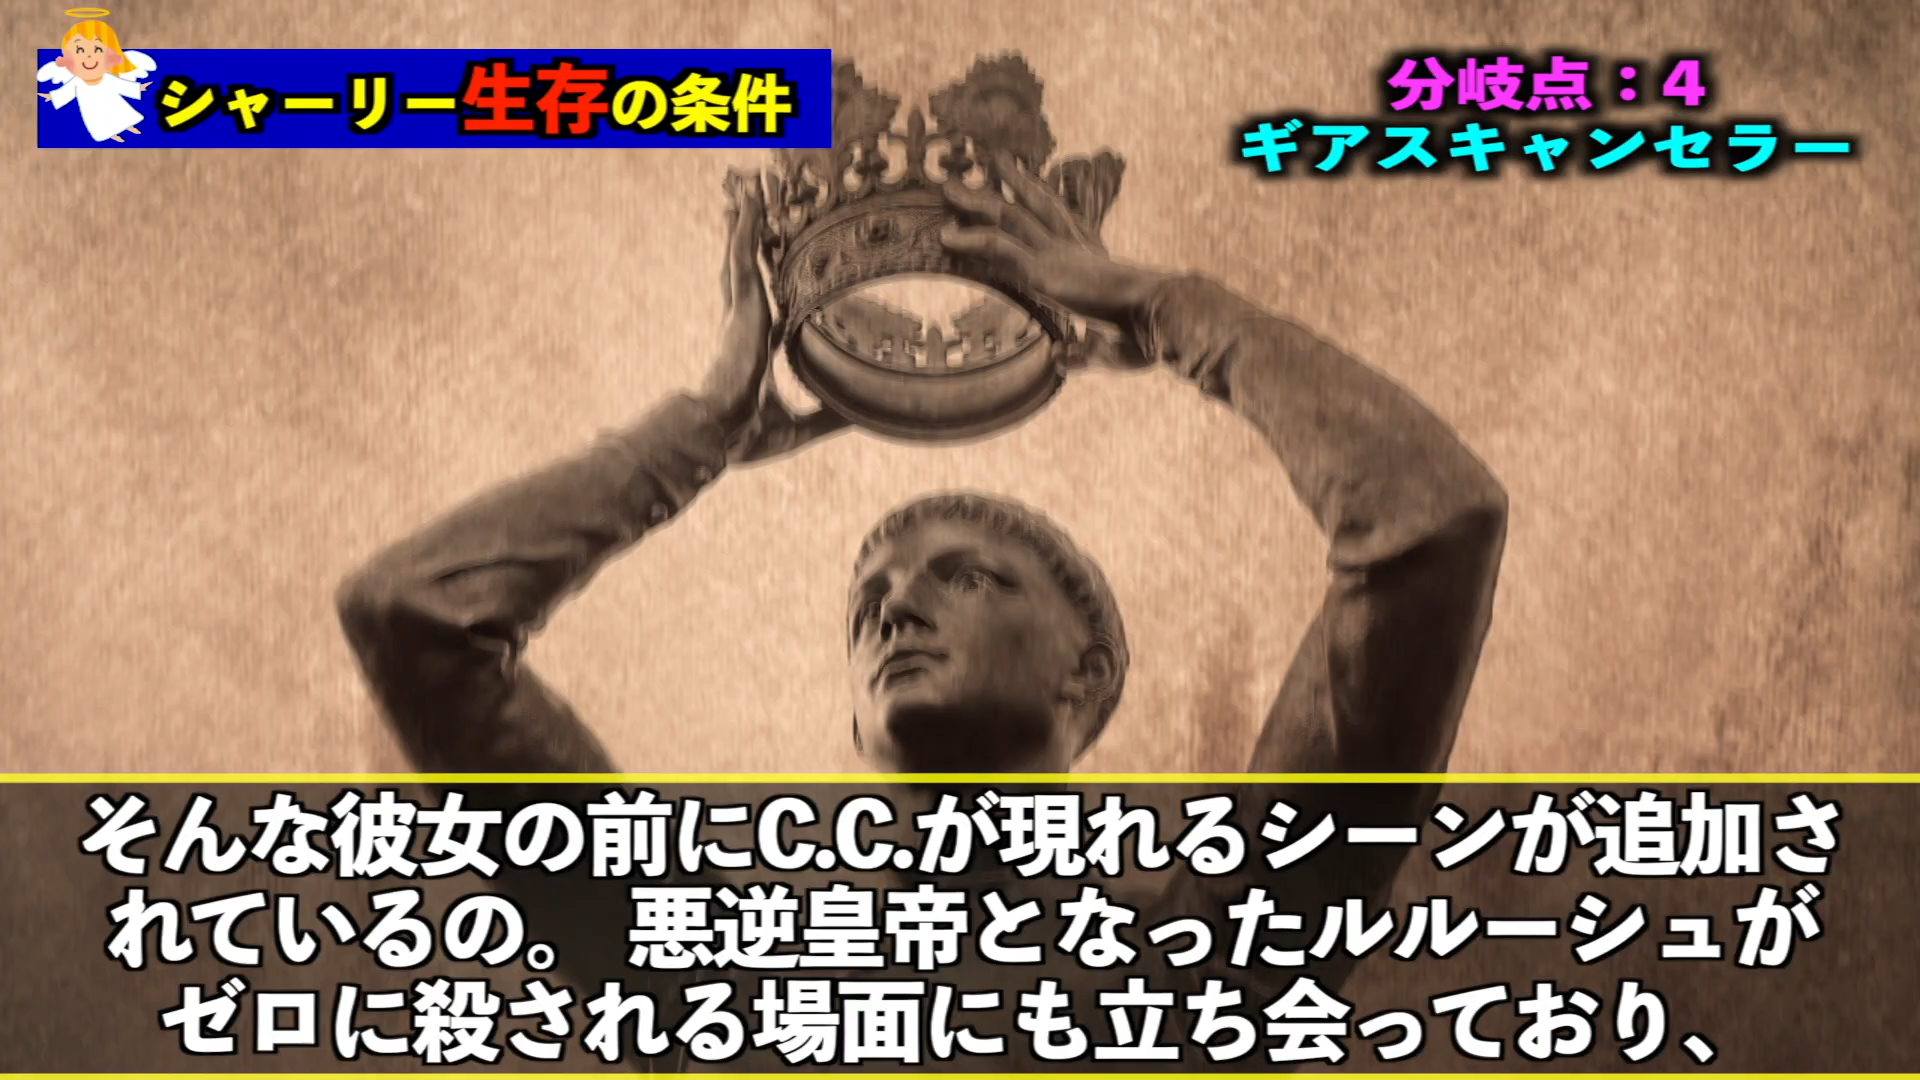 シャーリー生存の条件
分岐点：4
ギアスキャンセラー
そんな彼女の前にC.C.が現れるシーンが追加さ
れているの。 悪逆皇帝となったルルーシュが
ゼロに殺される場面にも立ち会っており、